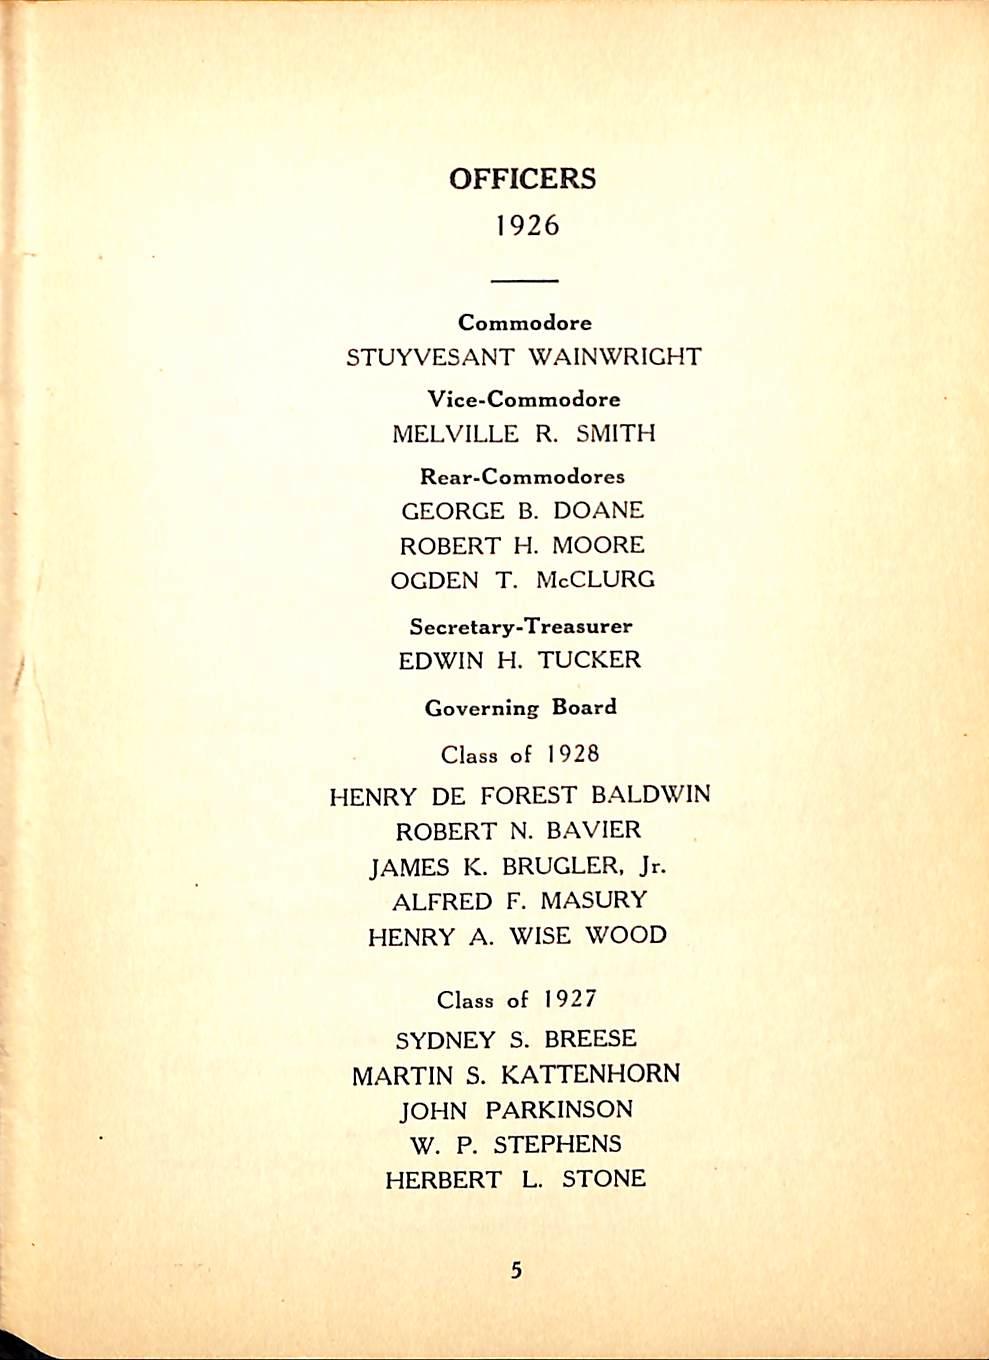 OFFICERS
1926
Commodore
STUYVESANT WAINWRIGHT
Vice-Commodore
MELVILLE R. SMITH
Rear-Commodores
GEORGE B. DOANE
ROBERT H. MOORE
OGDEN T. McCLURG
Secretary-Treasurer
EDWIN H. TUCKER
Governing Board
Class of 1928
HENRY DE FOREST BALDWIN
ROBERT N. BAVIER
JAMES K. BRUGLER, Jr.
ALFRED F. MASURY
HENRY A. WISE WOOD
Class of 1927
SYDNEY S. BREESE
MARTIN S. KATTENHORN
JOHN PARKINSON
W. P. STEPHENS
HERBERT L. STONE
5